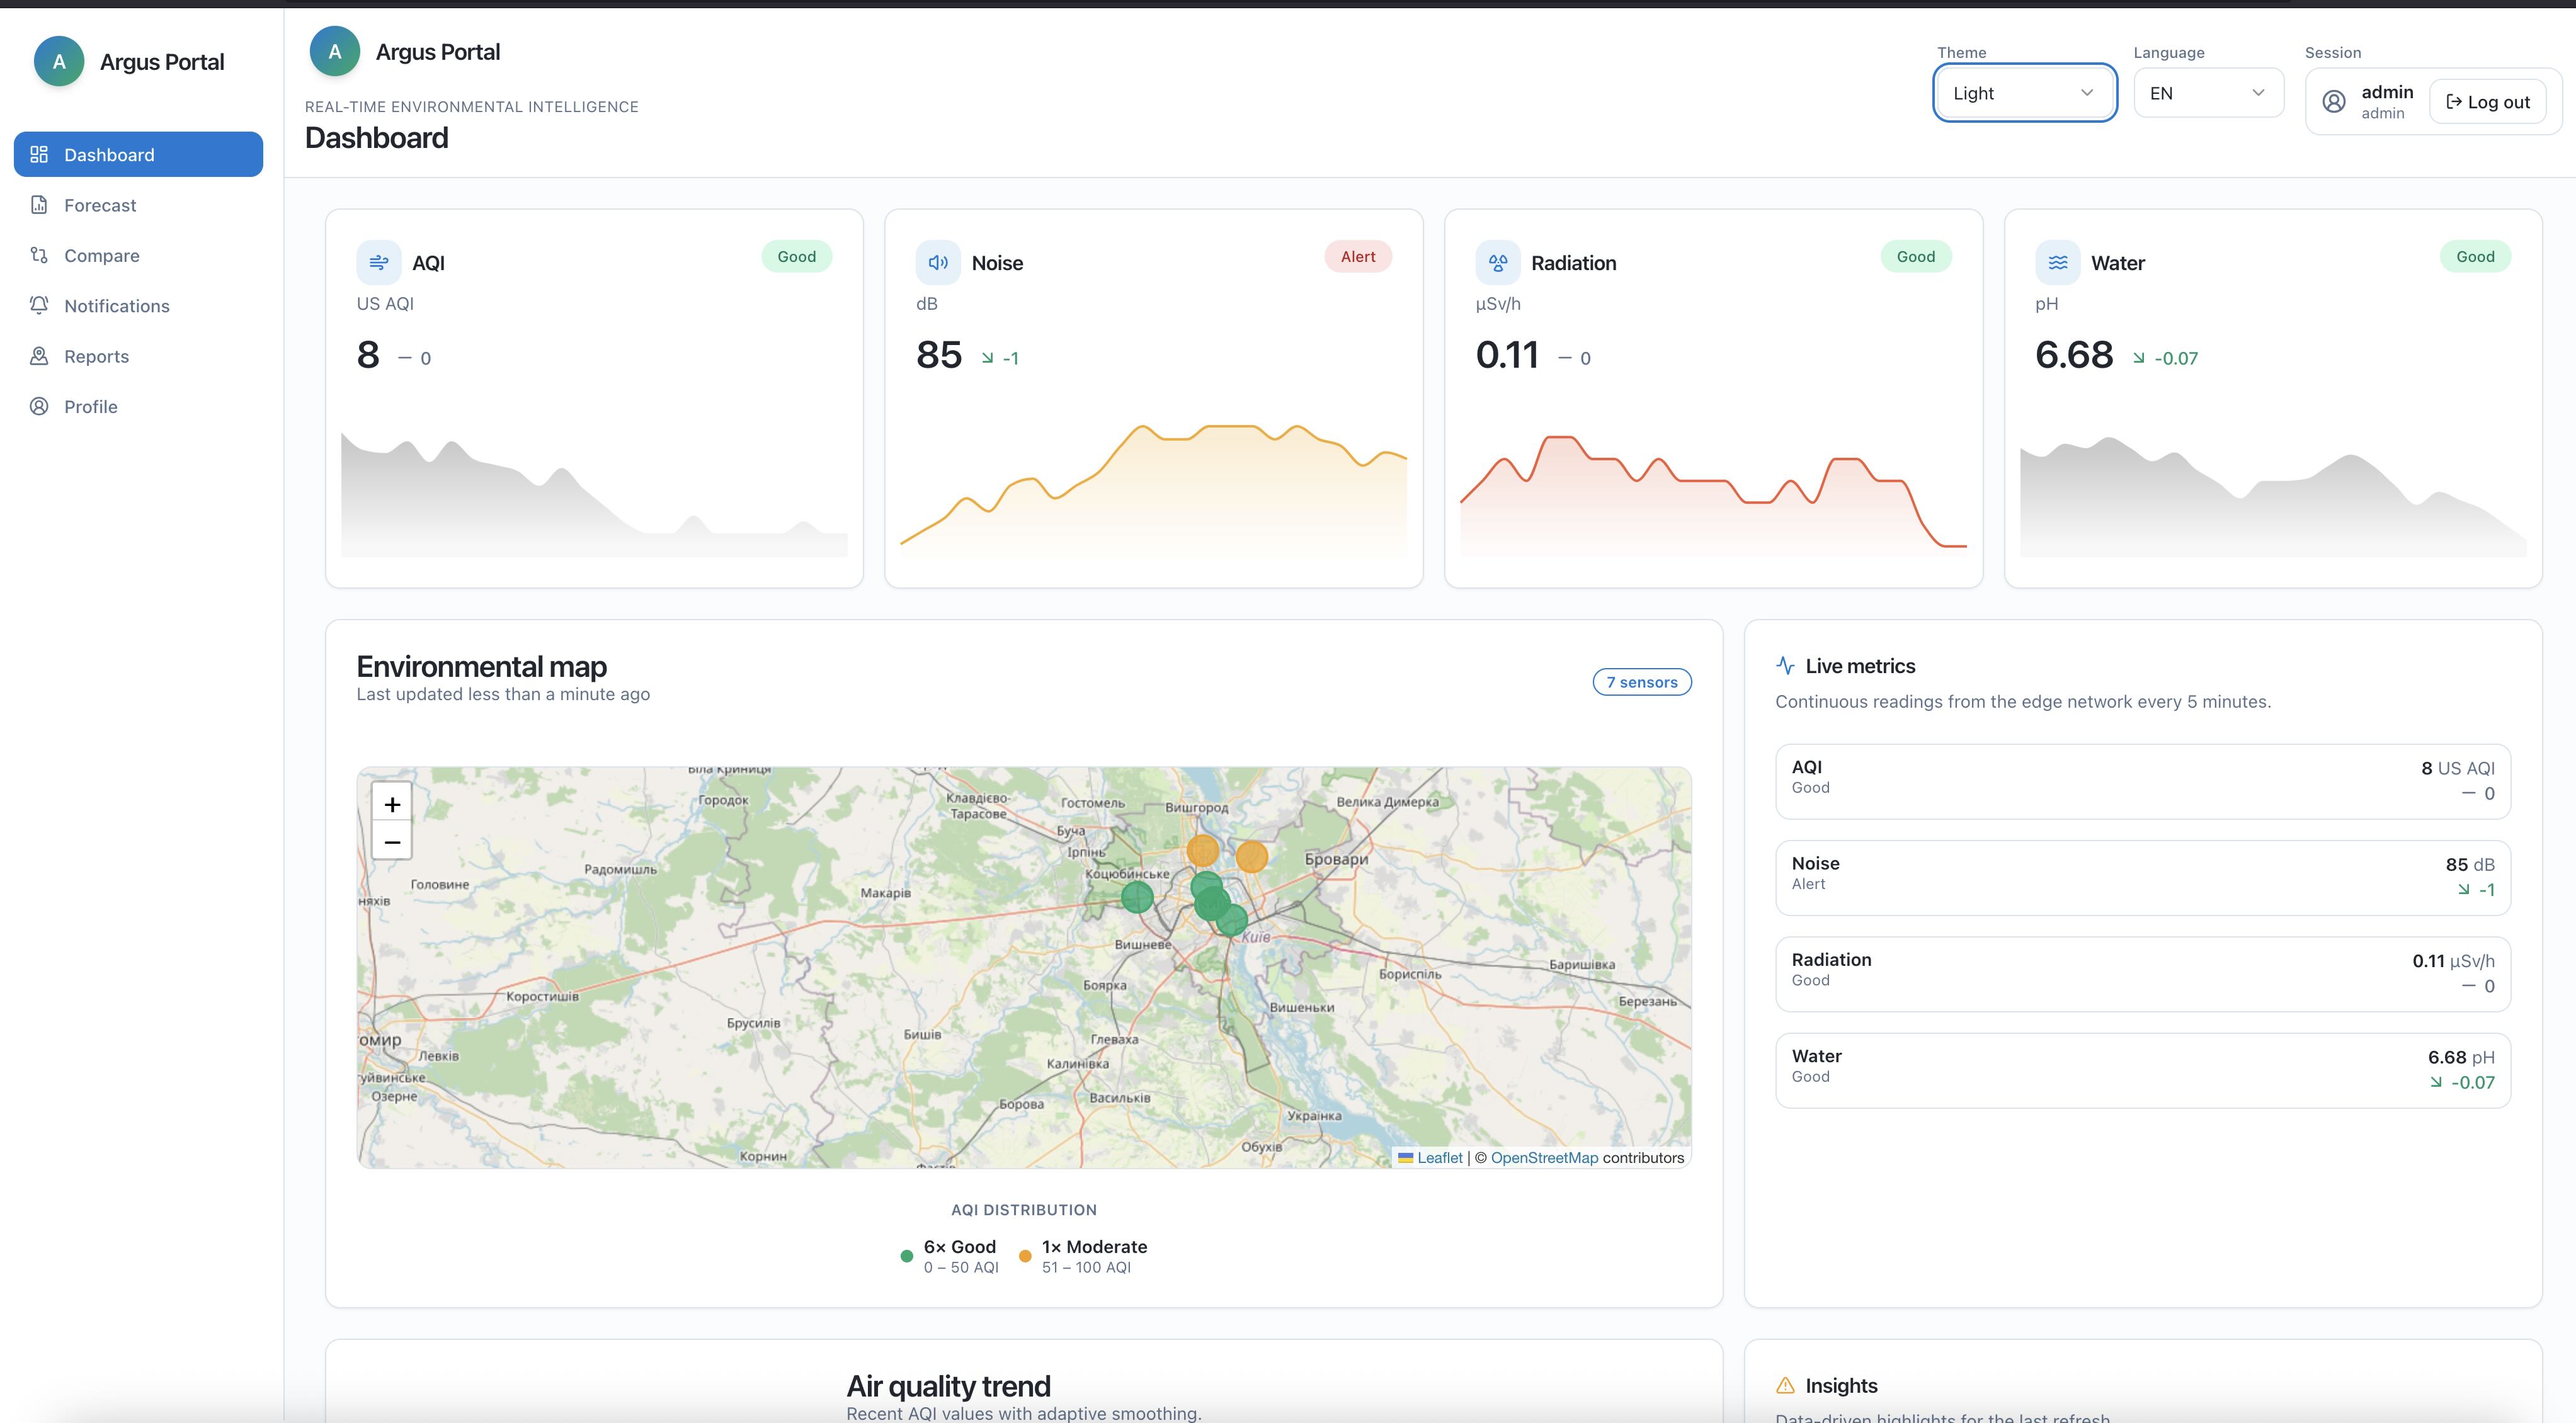 A Argus Portal
Dashboard
Forecast
Compare
Notifications
Reports
Profile
A Argus Portal
REAL-TIME ENVIRONMENTAL INTELLIGENCE
Dashboard
Theme
Light
Language
EN
Session
admin
admin
Log out
AQI
Good
US AQI
8 — 0
Noise
Alert
dB
85 -1
Radiation
Good
µSv/h
0.11 — 0
Water
Good
pH
6.68 -0.07
Environmental map
Last updated less than a minute ago
7 sensors
+
−
Біла Криниця
Городок
Клавдієво-
Тарасове
Гостомель
Вишгород
Велика Димерка
Буча
Ірпінь
Радомишль
Головине
Коцюбинське
Бровари
Макарів
няхів
Київ
Вишневе
Баришівка
Бориспіль
Боярка
Коростишів
Березань
Вишеньки
Брусилів
Бишів
Глеваха
омир
Левків
Калинівка
гуйвинське
Озерне
Васильків
Борова
Українка
Обухів
Корнин
Leaflet | © OpenStreetMap contributors
AQI DISTRIBUTION
6× Good
0 – 50 AQI
1× Moderate
51 – 100 AQI
Live metrics
Continuous readings from the edge network every 5 minutes.
AQI
Good
8 US AQI
— 0
Noise
Alert
85 dB
-1
Radiation
Good
0.11 µSv/h
— 0
Water
Good
6.68 pH
-0.07
Air quality trend
Recent AQI values with adaptive smoothing.
Insights
Data-driven highlights for the last refresh